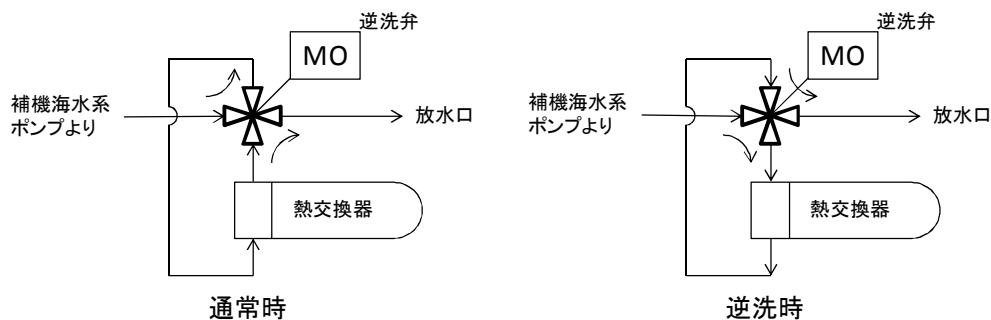 逆洗弁
MO
補機海水系
ポンプより
放水口
熱交換器
通常時
逆洗弁
MO
補機海水系
ポンプより
放水口
熱交換器
逆洗時